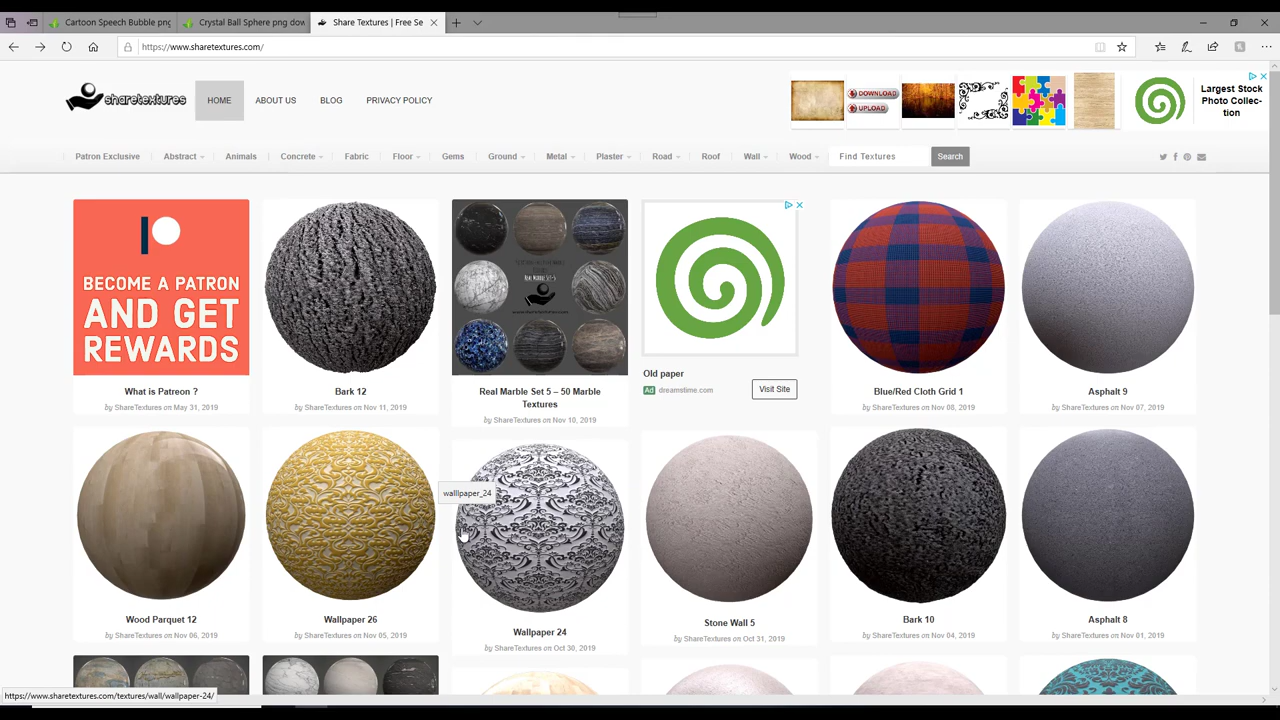 Cartoon Speech Bubble png
Crystal Ball Sphere png dow
Share Textures | Free Se
https://www.sharetextures.com/
sharetextures
HOME
ABOUT US
BLOG
PRIVACY POLICY
DOWNLOAD
UPLOAD
Largest Stock
Photo Collec-
tion
Patron Exclusive
Abstract
Animals
Concrete
Fabric
Floor
Gems
Ground
Metal
Plaster
Road
Roof
Wall
Wood
Find Textures
Search
BECOME A PATRON
AND GET
REWARDS
What is Patreon ?
by ShareTextures on May 31, 2019
Bark 12
by ShareTextures on Nov 11, 2019
Real Marble Set 5 – 50 Marble
Textures
by ShareTextures on Nov 10, 2019
Old paper
Ad dreamstime.com
Visit Site
Blue/Red Cloth Grid 1
by ShareTextures on Nov 08, 2019
Asphalt 9
by ShareTextures on Nov 07, 2019
Wood Parquet 12
by ShareTextures on Nov 06, 2019
Wallpaper 26
by ShareTextures on Nov 05, 2019
walllpaper_24
Wallpaper 24
by ShareTextures on Oct 30, 2019
Stone Wall 5
by ShareTextures on Oct 31, 2019
Bark 10
by ShareTextures on Nov 04, 2019
Asphalt 8
by ShareTextures on Nov 01, 2019
https://www.sharetextures.com/textures/wall/wallpaper-24/